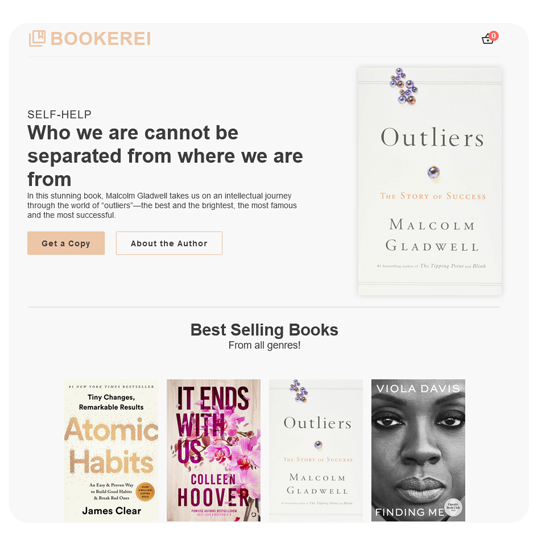 BOOKEREI
0
SELF-HELP
Who we are cannot be
separated from where we are
from
In this stunning book, Malcolm Gladwell takes us on an intellectual journey
through the world of "outliers"—the best and the brightest, the most famous
and the most successful.
Get a Copy
About the Author
Outliers
THE STORY OF SUCCESS
MALCOLM
GLADWELL
#1 bestselling author of The Tipping Point and Blink
Best Selling Books
From all genres!
#1 NEW YORK TIMES BESTSELLER
Tiny Changes,
Remarkable Results
Atomic
Habits
An Easy & Proven Way
to Build Good Habits
& Break Bad Ones
James Clear
IT ENDS
WITH
US
COLLEEN
HOOVER
Outliers
THE STORY OF SUCCESS
MALCOLM
GLADWELL
VIOLA DAVIS
FINDING ME